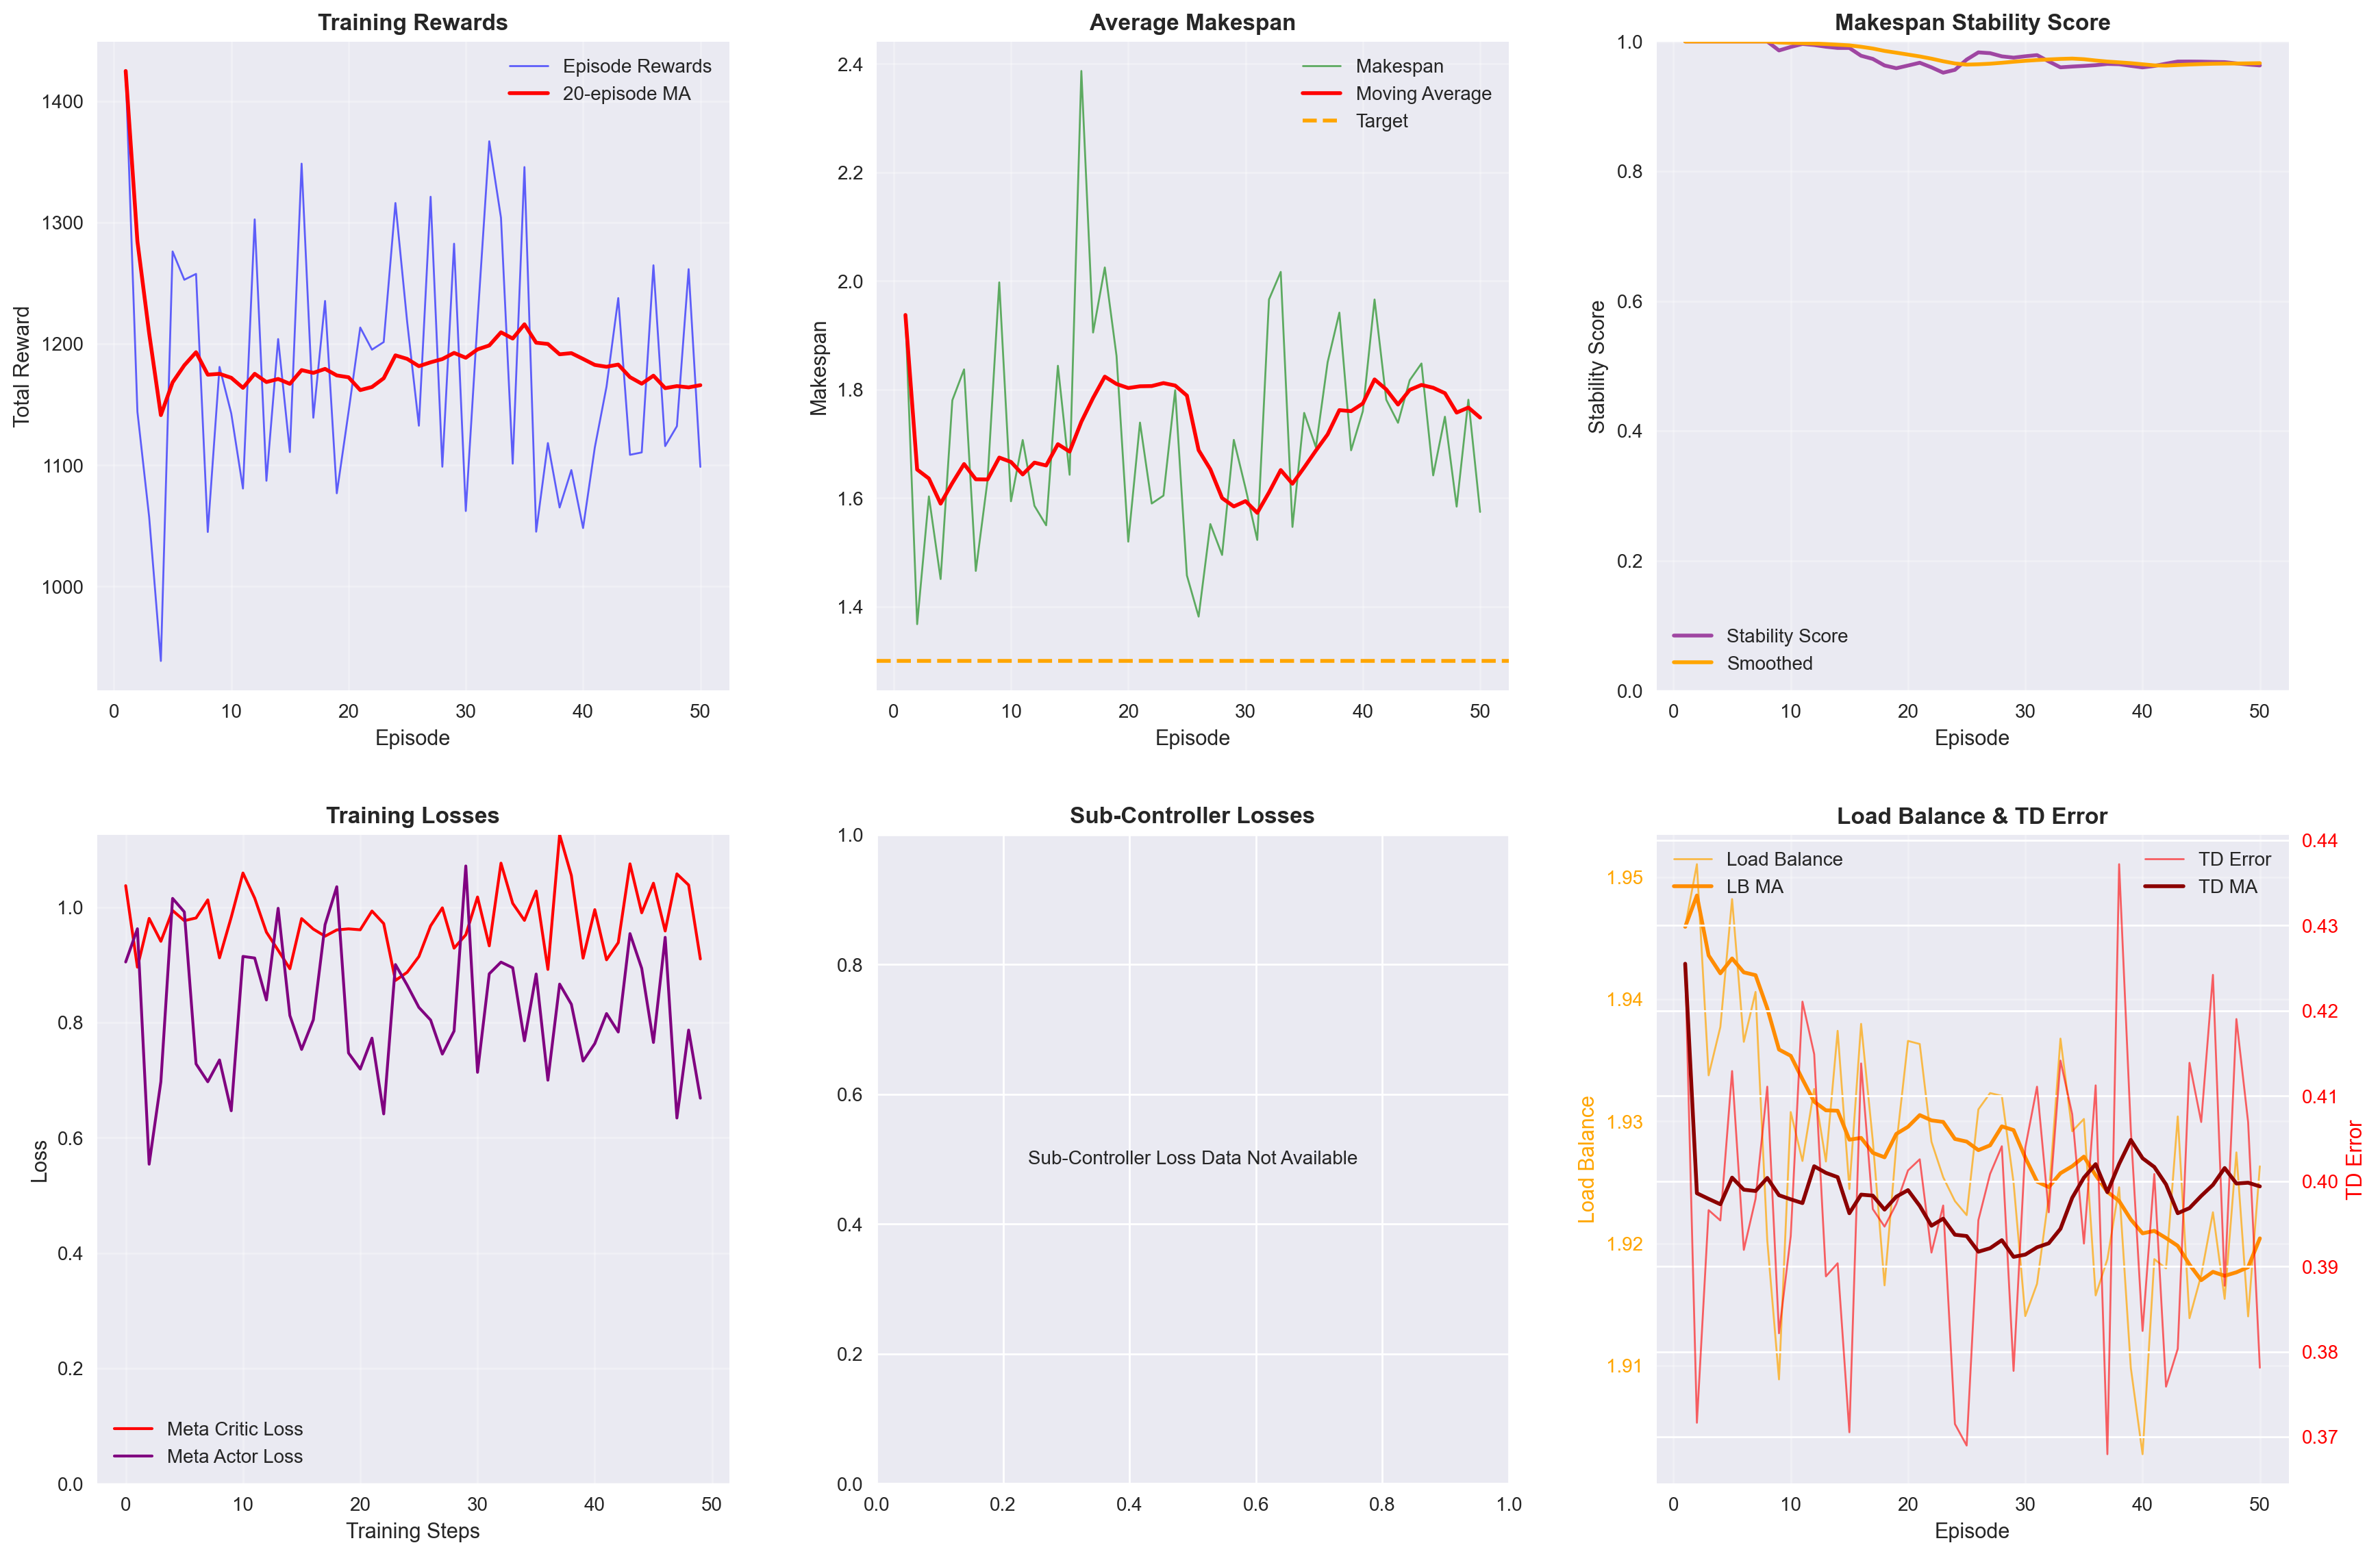 Training Rewards
Episode Rewards
20-episode MA
1400
1300
1200
1100
1000
Total Reward
0 10 20 30 40 50
Episode
Average Makespan
Makespan
Moving Average
Target
2.4
2.2
2.0
1.8
1.6
1.4
Makespan
0 10 20 30 40 50
Episode
Makespan Stability Score
1.0
0.8
0.6
0.4
0.2
0.0
Stability Score
Stability Score
Smoothed
0 10 20 30 40 50
Episode
Training Losses
1.0
0.8
0.6
0.4
0.2
0.0
Loss
Meta Critic Loss
Meta Actor Loss
0 10 20 30 40 50
Training Steps
Sub-Controller Losses
1.0
0.8
0.6
0.4
0.2
0.0
Sub-Controller Loss Data Not Available
0.0 0.2 0.4 0.6 0.8 1.0
Load Balance & TD Error
Load Balance
LB MA
TD Error
TD MA
1.95
1.94
1.93
1.92
1.91
Load Balance
0.44
0.43
0.42
0.41
0.40
0.39
0.38
0.37
TD Error
0 10 20 30 40 50
Episode